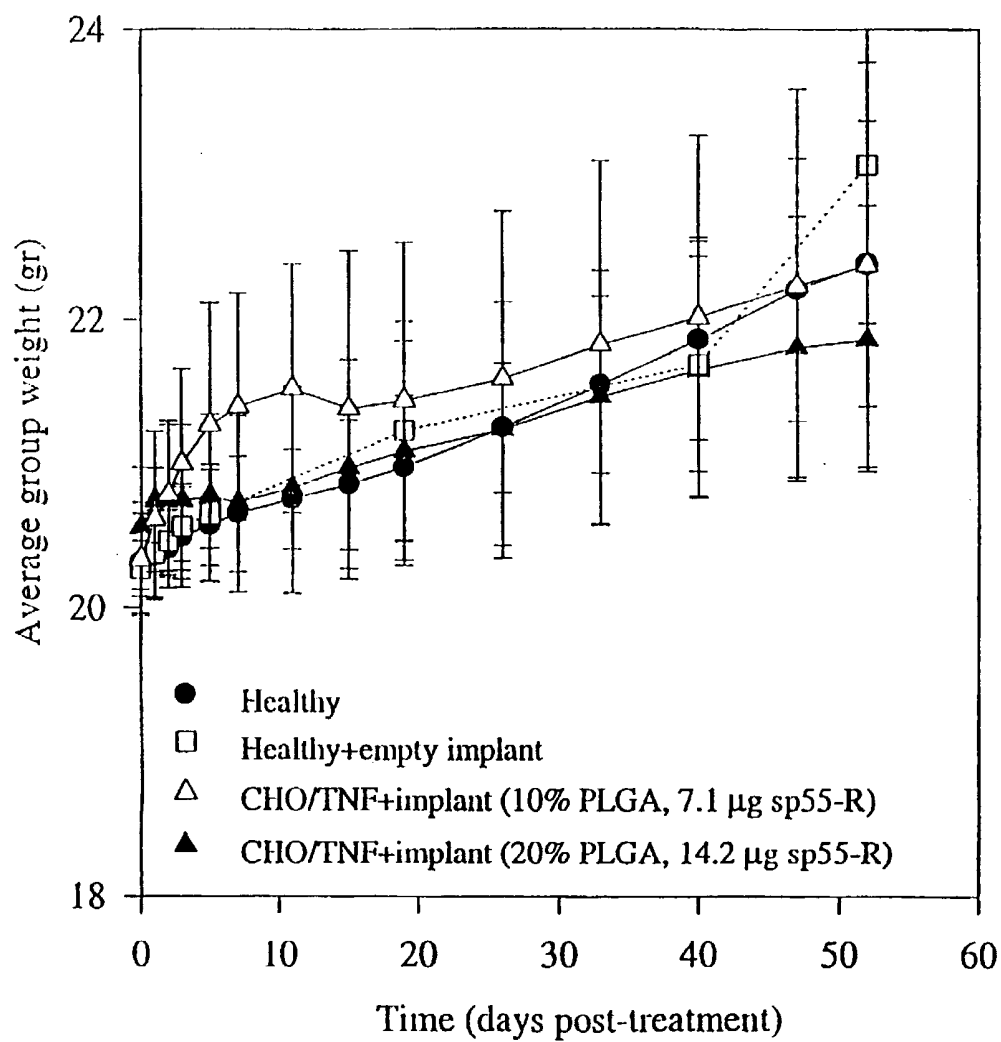 24
22
20
18
Average group weight (gr)
Healthy
Healthy+empty implant
CHO/TNF+implant (10% PLGA, 7.1 µg sp55-R)
CHO/TNF+implant (20% PLGA, 14.2 µg sp55-R)
0 10 20 30 40 50 60
Time (days post-treatment)